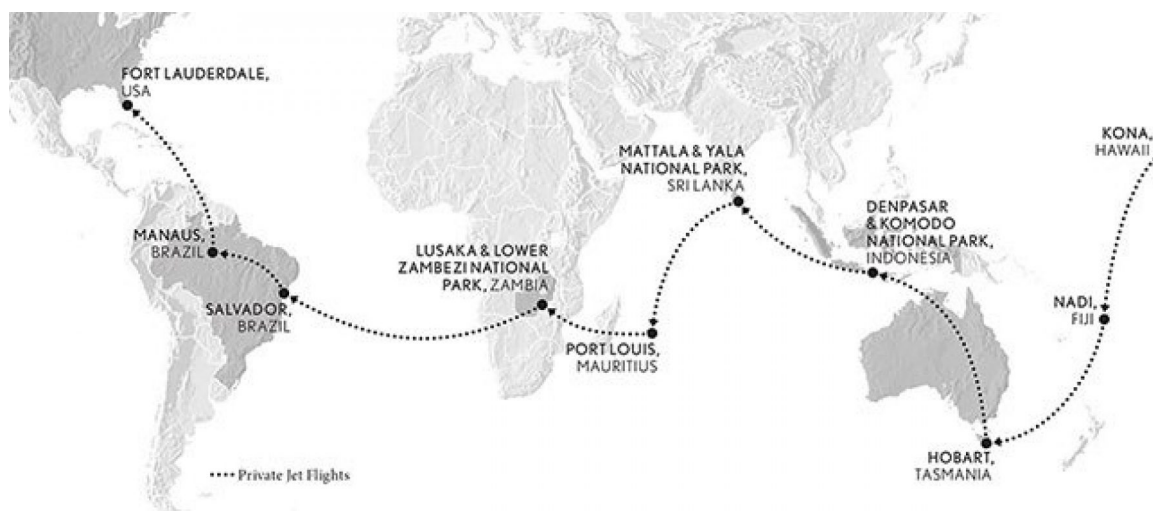 FORT LAUDERDALE,
USA
KONA,
HAWAII
MATTALA & YALA
NATIONAL PARK,
SRI LANKA
DENPASAR
& KOMODO
NATIONAL PARK,
INDONESIA
MANAUS,
BRAZIL
LUSAKA & LOWER
ZAMBEZI NATIONAL
PARK, ZAMBIA
SALVADOR,
BRAZIL
NADI,
FIJI
PORT LOUIS,
MAURITIUS
HOBART,
TASMANIA
Private Jet Flights